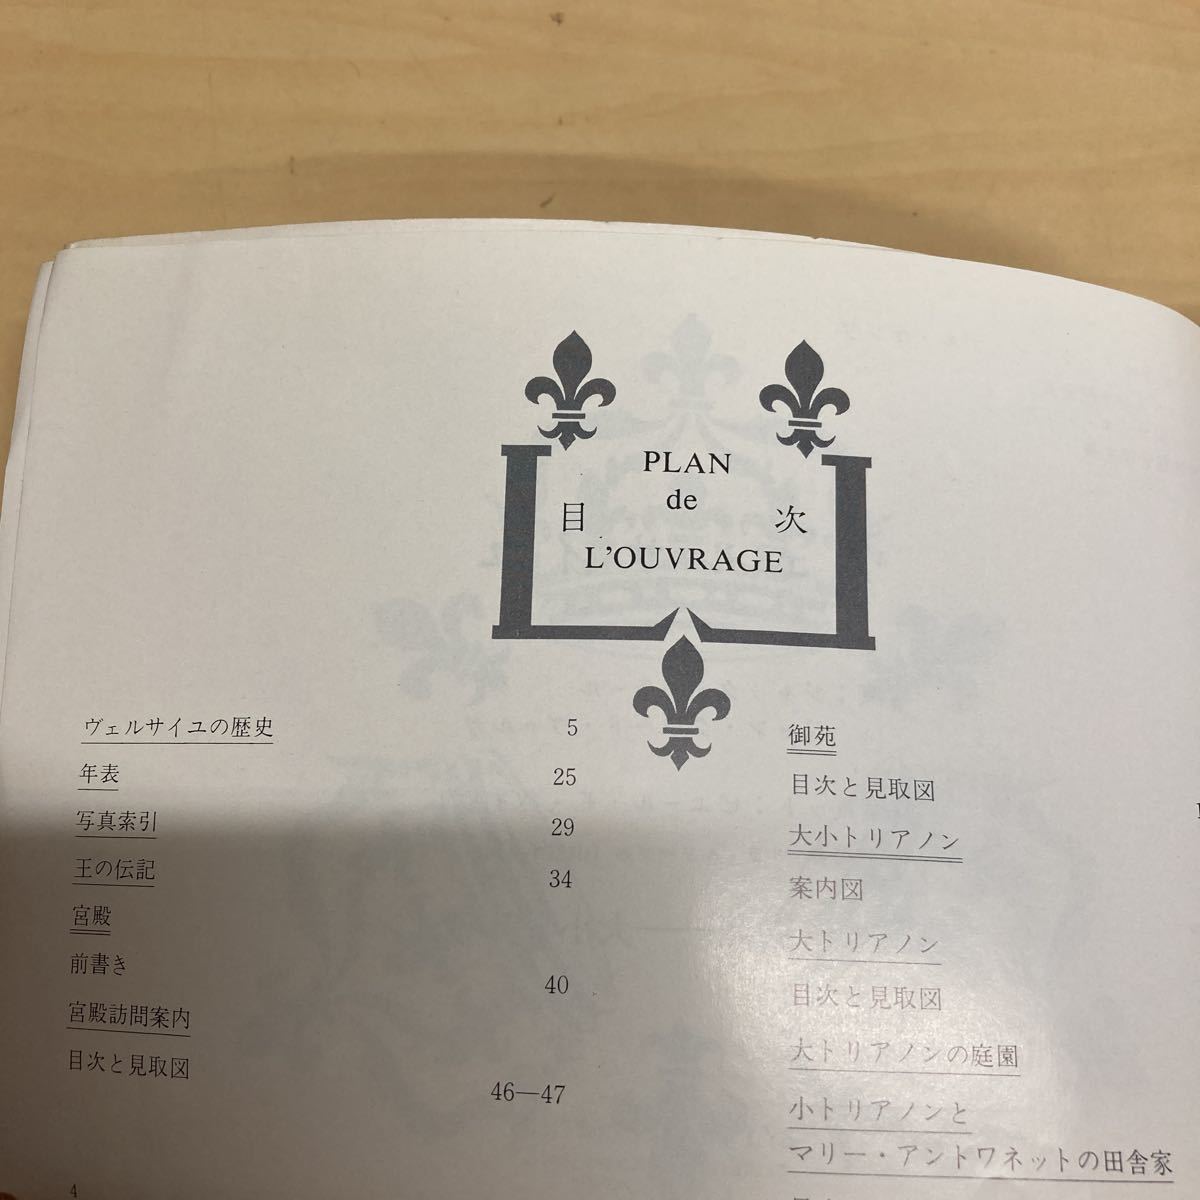 PLAN
de
目 次
L'OUVRAGE
ヴェルサイユの歴史 5
年表 25
写真索引 29
王の伝記 34
宮殿
前書き 40
宮殿訪問案内
目次と見取図 46—47
4
御苑
目次と見取図
大小トリアノン
案内図
大トリアノン
目次と見取図
大トリアノンの庭園
小トリアノンと
マリー・アントワネットの田舎家